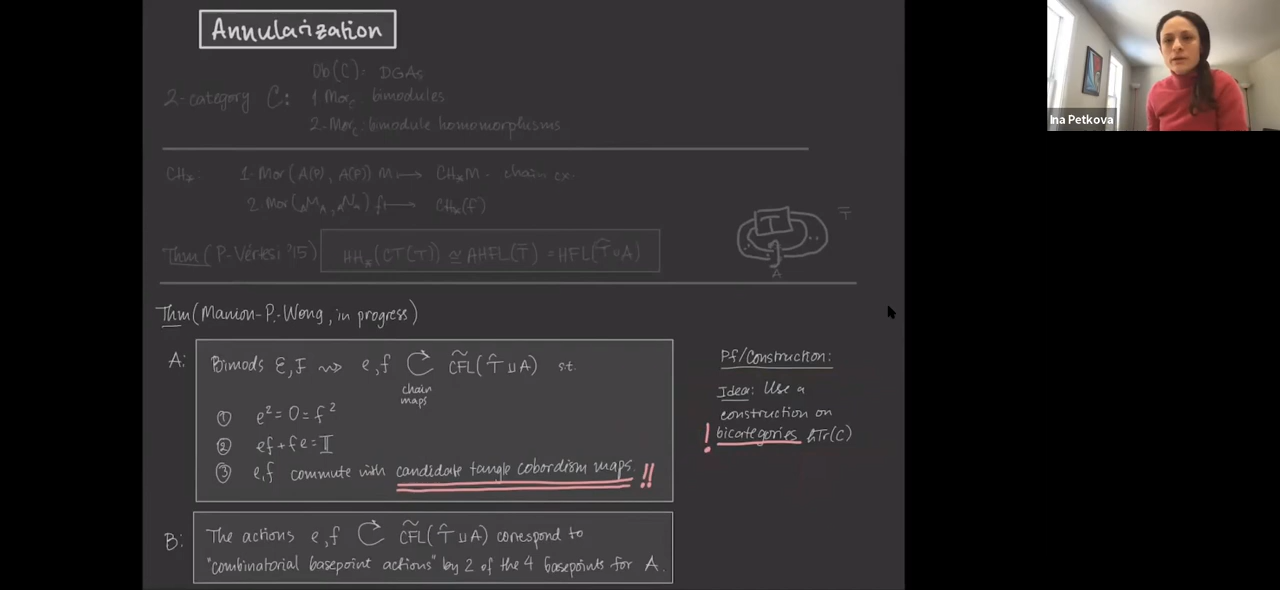 Annularization
Ob(C): DGAs
2-category C: 1 Mor_C: bimodules
2-Mor_C: bimodule homomorphisms
CH_*: 1-Mor(A(P), A(P)) M ⟼ CH_*M - chain cx.
2-Mor(_AM_A, _AN_A) f ⟼ CH_*(f)
T
T̅
A
Thm (P-Vértesi '15) HH_*(CT(T)) ≅ AHFL(T̅) = HFL(T̂ ⊔ A)
Thm (Manion-P.-Wong, in progress)
A: Bimods Ɛ, F ⇝ e, f ↻ C̃FL(T̂ ⊔ A) s.t.
chain
maps
① e² = 0 = f²
② ef + fe = 𝕀
③ e, f commute with candidate tangle cobordism maps. !!
Pf/Construction:
Idea: Use a
construction on
! bicategories hTr(C)
B: The actions e, f ↻ C̃FL(T̂ ⊔ A) correspond to
"combinatorial basepoint actions" by 2 of the 4 basepoints for A.
Ina Petkova